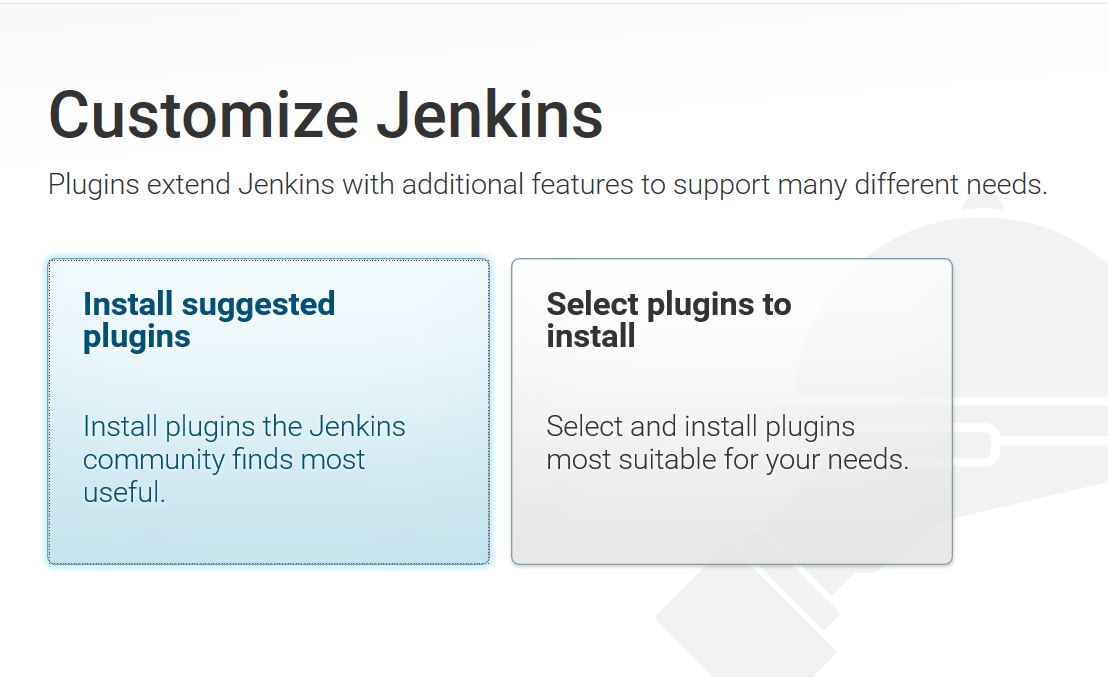 Customize Jenkins
Plugins extend Jenkins with additional features to support many different needs.
Install suggested
plugins
Install plugins the Jenkins
community finds most
useful.
Select plugins to
install
Select and install plugins
most suitable for your needs.